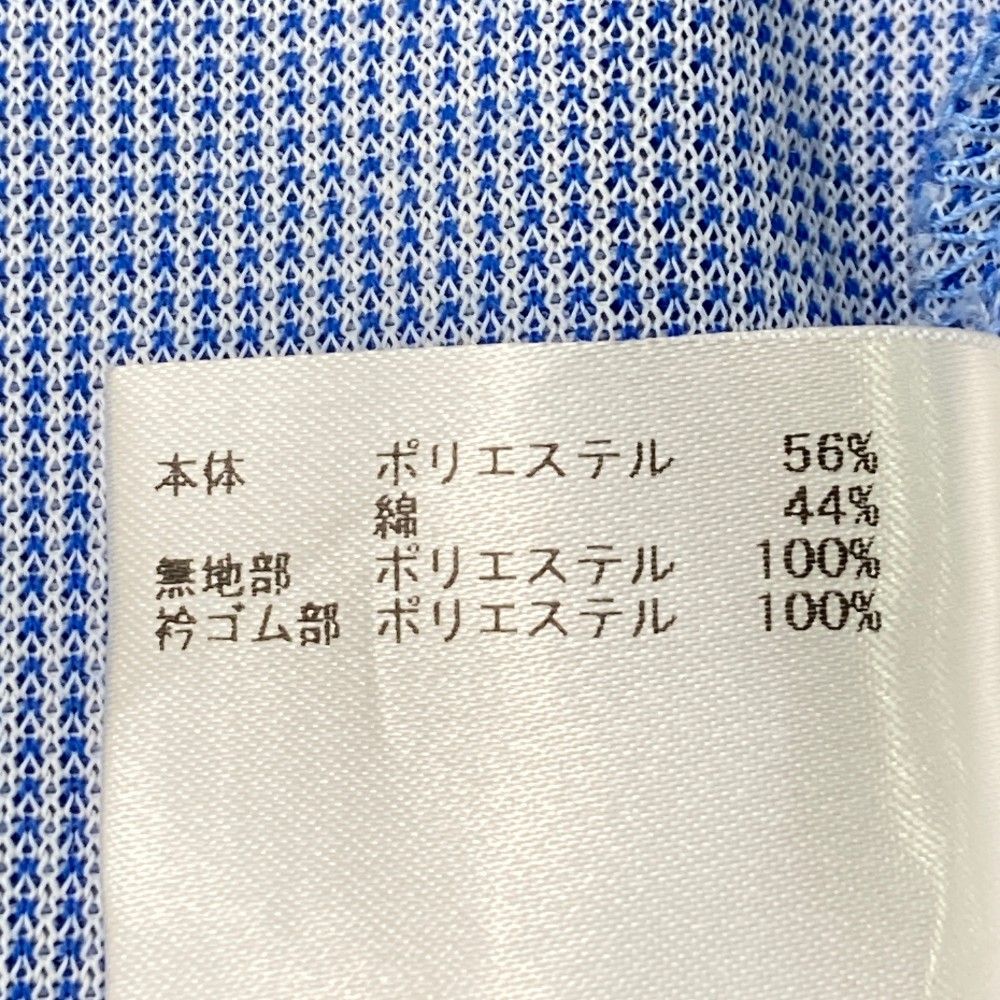 本体 ポリエステル 56%
綿 44%
無地部 ポリエステル 100%
衿ゴム部 ポリエステル 100%